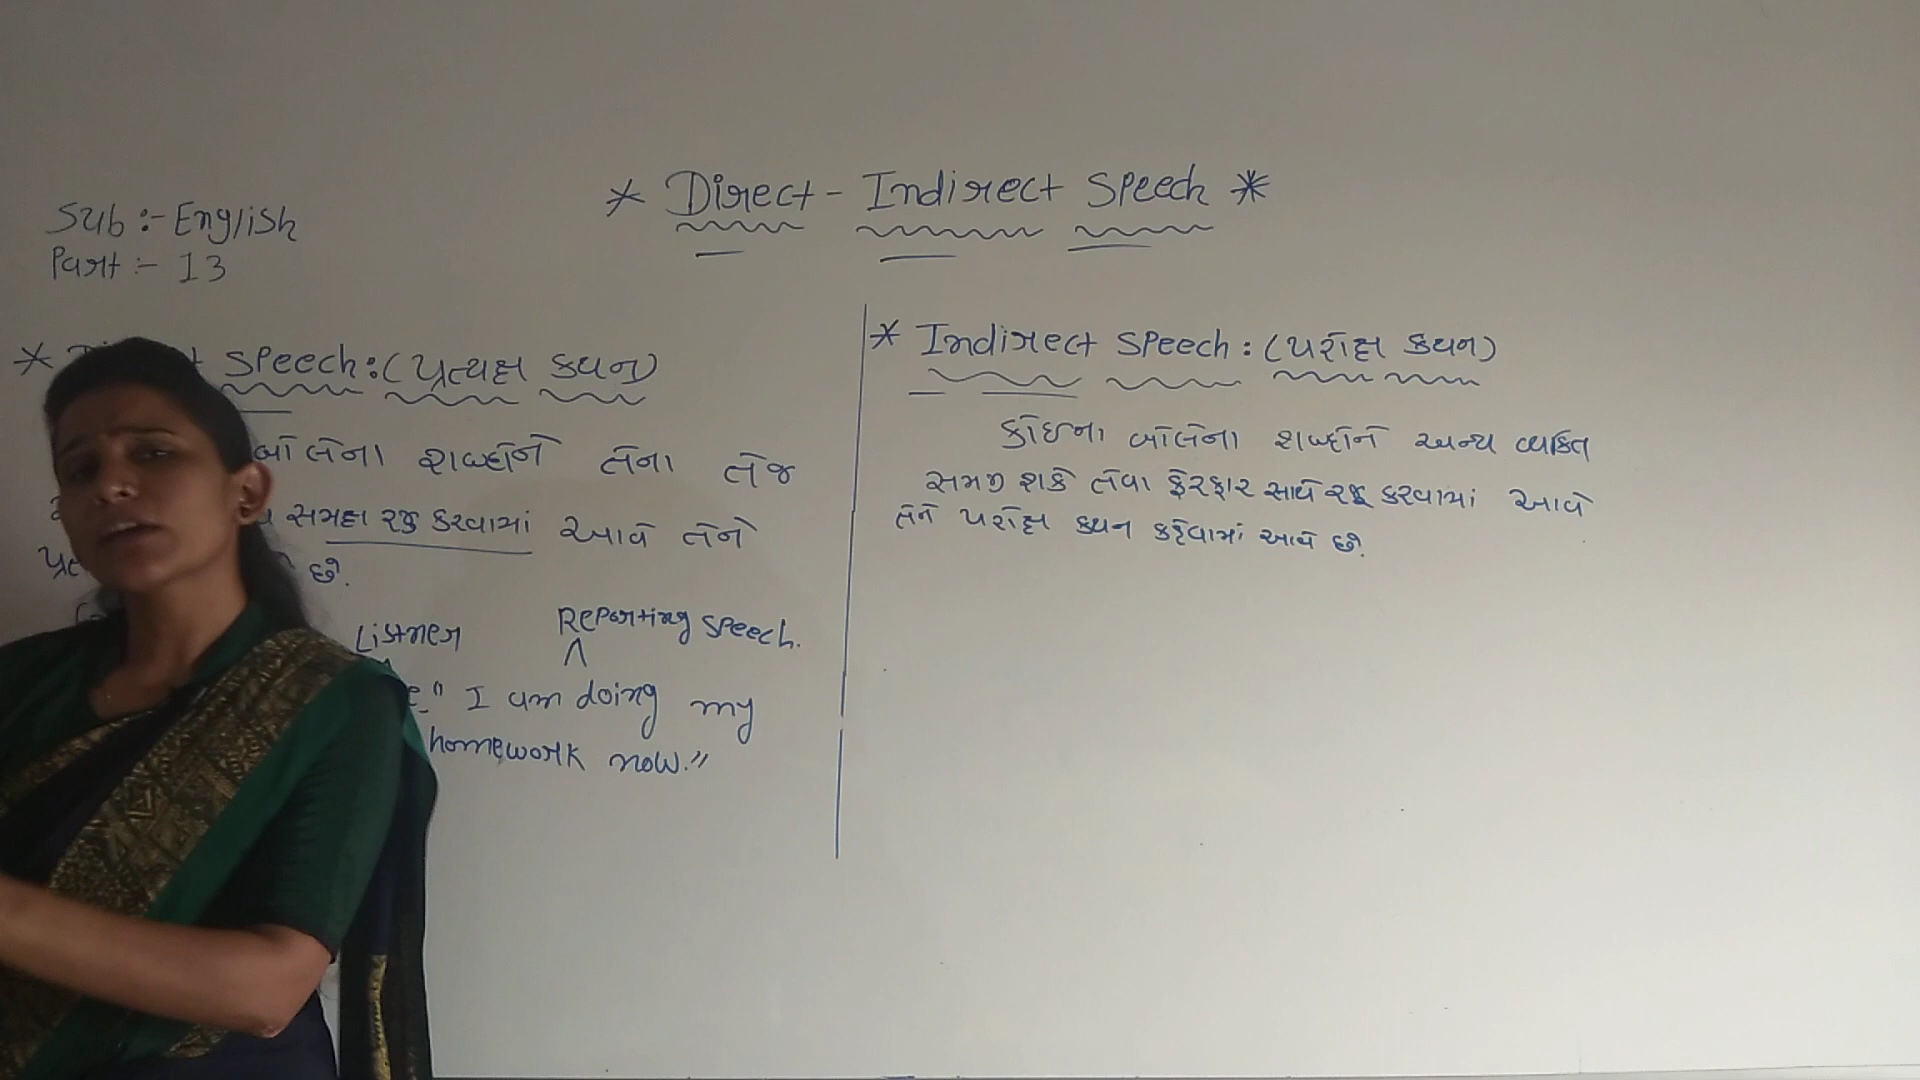 * Direct - Indirect Speech *
Sub :- English
Part :- 13
* speech : (પ્રત્યક્ષ કથન)
બોલેના શબ્દોને તેના તેજ
સમક્ષ રજુ કરવામાં આવે તેને
છે.
Listner Reporting speech.
" I am doing my
homework now."
* Indirect speech : (પરોક્ષ કથન)
કોઇના બોલેના શબ્દોને અન્ય વ્યક્તિ
સમજી શકે તેવા ફેરફાર સાથે રજૂ કરવામાં આવે
તેને પરોક્ષ કથન કહેવામાં આવે છે.